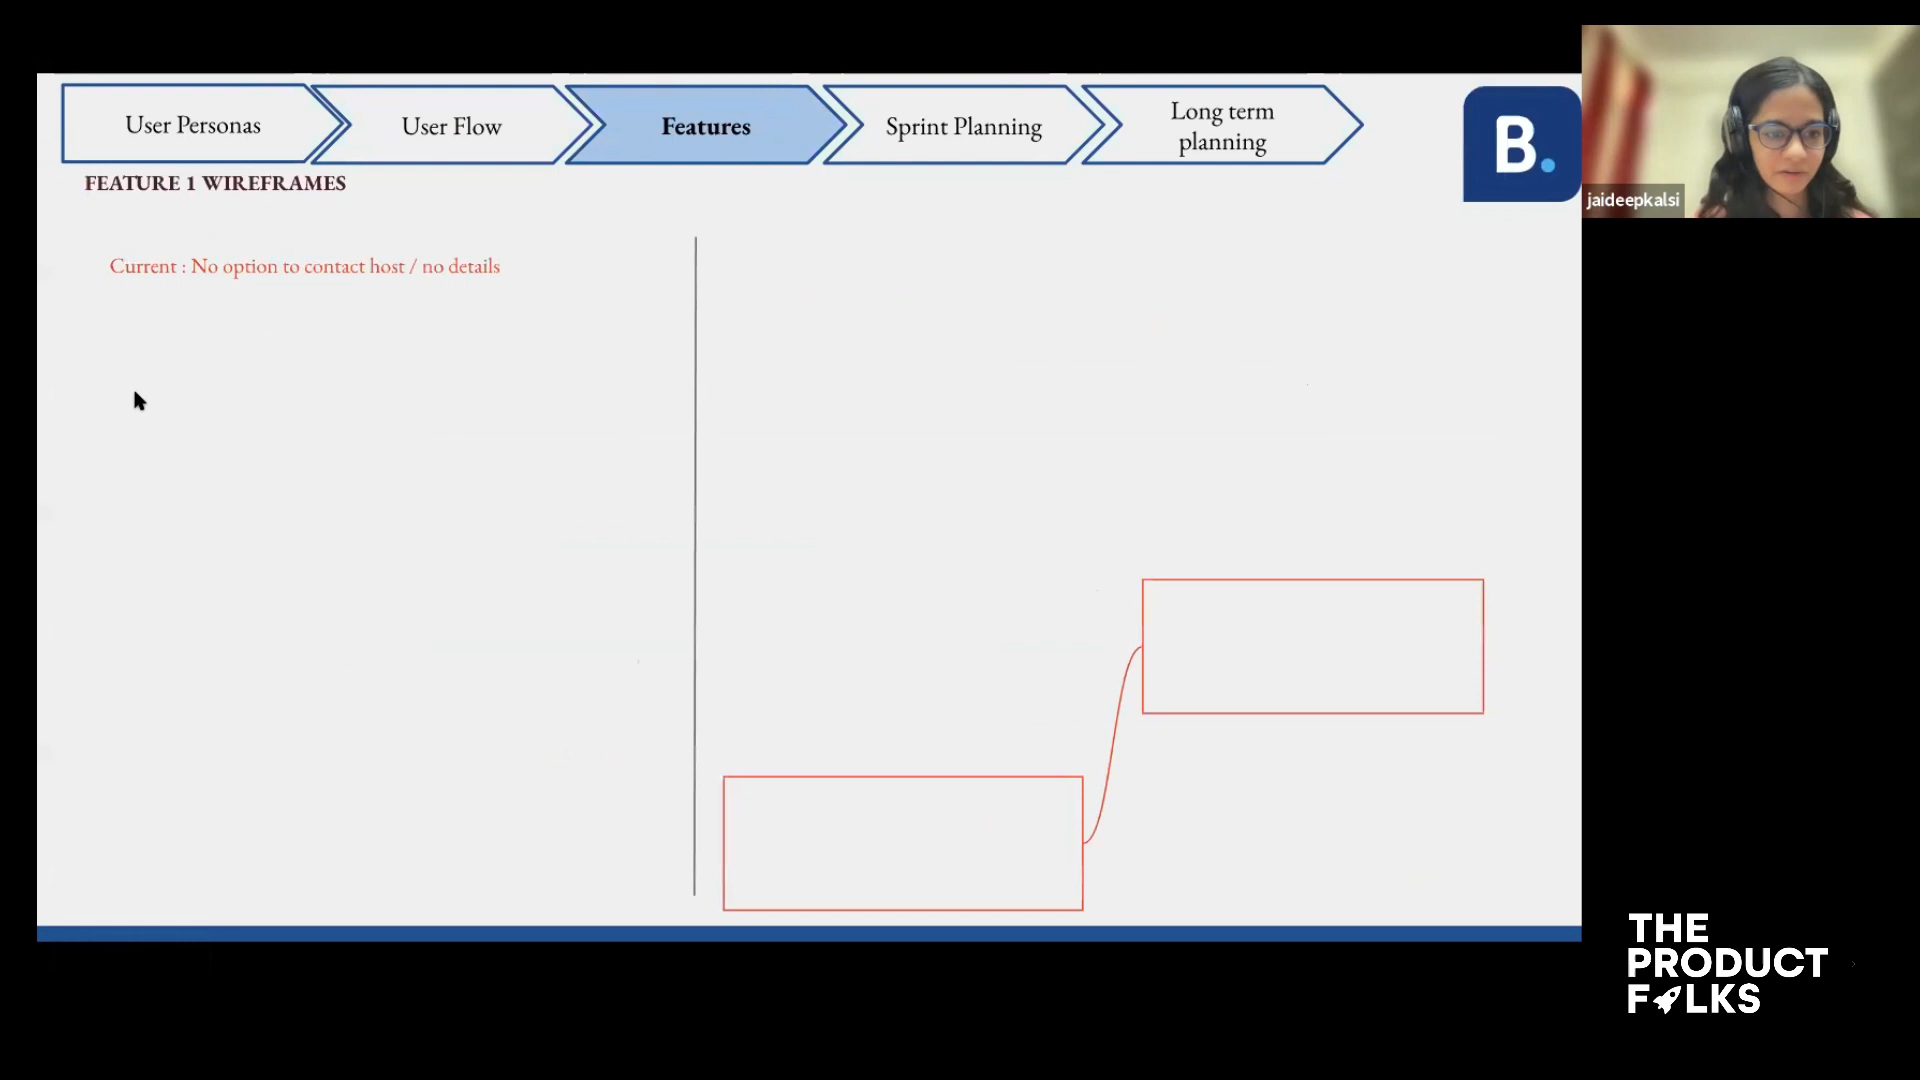 User Personas
User Flow
Features
Sprint Planning
Long term
planning
B.
jaideepkalsi
FEATURE 1 WIREFRAMES
Current : No option to contact host / no details
THE
PRODUCT
FOLKS